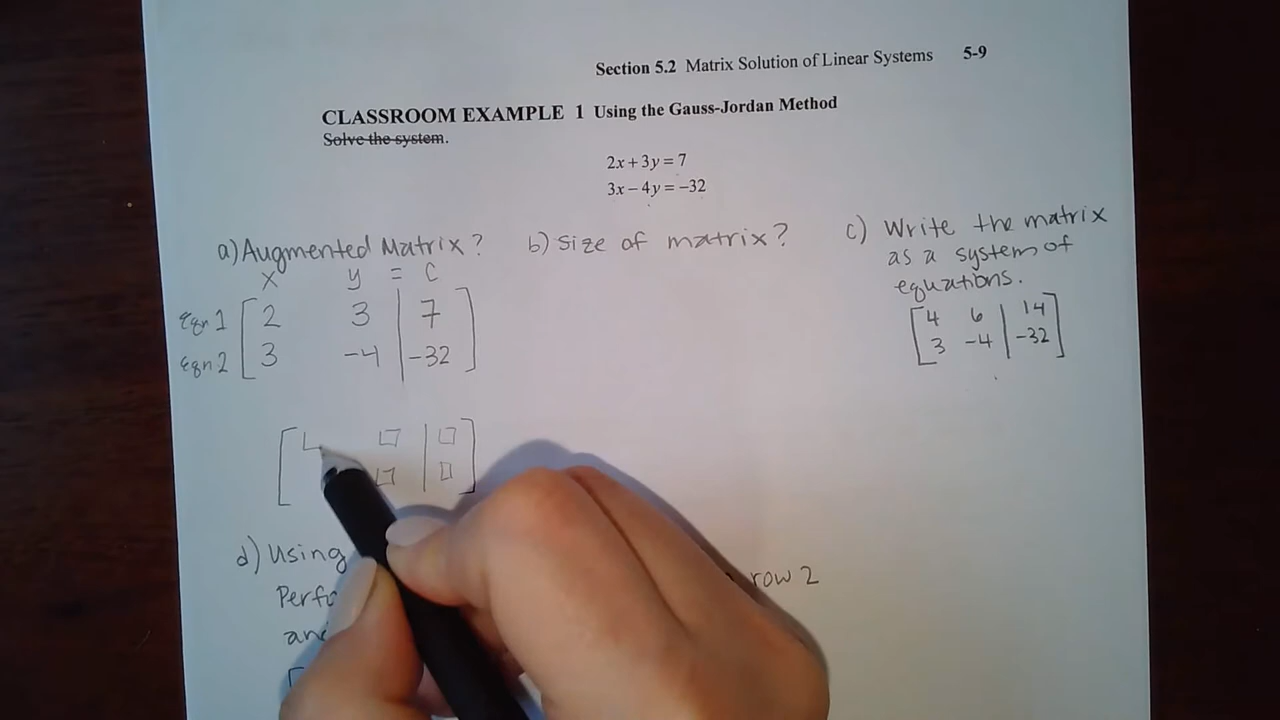 Section 5.2 Matrix Solution of Linear Systems 5-9
CLASSROOM EXAMPLE 1 Using the Gauss-Jordan Method
Solve the system.
2x + 3y = 7
3x – 4y = –32
a) Augmented Matrix?
x y = C
Eqn 1 2 3 7
Eqn 2 3 -4 -32
b) Size of matrix?
c) Write the matrix
as a system of
equations.
4 6 14
3 -4 -32
d) Using
row 2